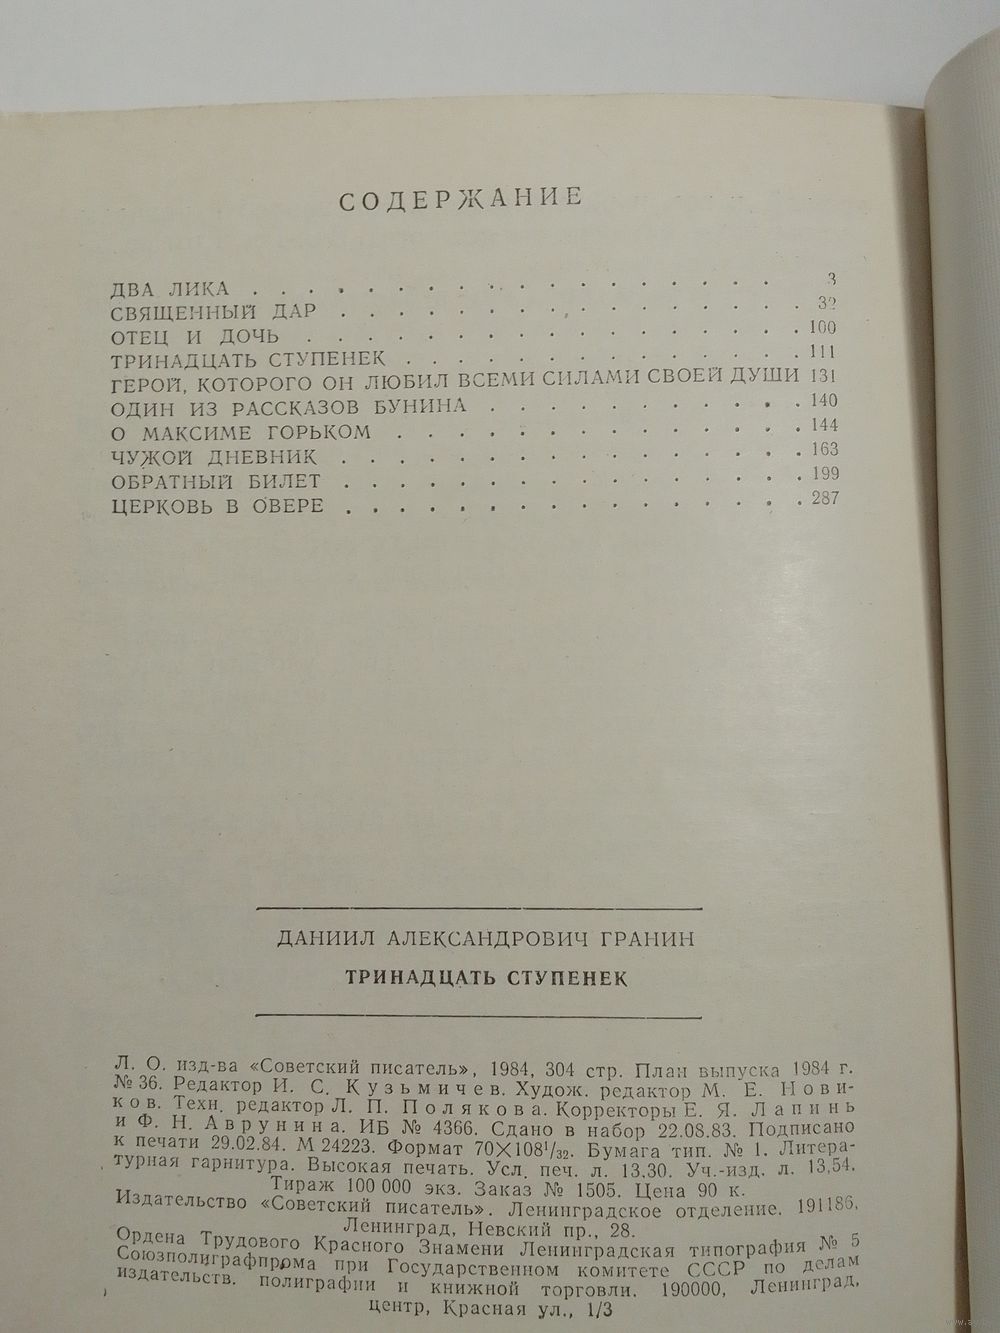 СОДЕРЖАНИЕ
ДВА ЛИКА . . . . . . . . . . . . . . . . . . 3
СВЯЩЕННЫЙ ДАР . . . . . . . . . . . . . . . . 32
ОТЕЦ И ДОЧЬ . . . . . . . . . . . . . . . . . . 100
ТРИНАДЦАТЬ СТУПЕНЕК . . . . . . . . . . . . . . 111
ГЕРОЙ, КОТОРОГО ОН ЛЮБИЛ ВСЕМИ СИЛАМИ СВОЕЙ ДУШИ 131
ОДИН ИЗ РАССКАЗОВ БУНИНА . . . . . . . . . . . 140
О МАКСИМЕ ГОРЬКОМ . . . . . . . . . . . . . . 144
ЧУЖОЙ ДНЕВНИК . . . . . . . . . . . . . . . . 163
ОБРАТНЫЙ БИЛЕТ . . . . . . . . . . . . . . . . 199
ЦЕРКОВЬ В ОВЕРЕ . . . . . . . . . . . . . . . . 287
ДАНИИЛ АЛЕКСАНДРОВИЧ ГРАНИН
ТРИНАДЦАТЬ СТУПЕНЕК
Л. О. изд-ва «Советский писатель», 1984, 304 стр. План выпуска 1984 г.
№ 36. Редактор И. С. Кузьмичев. Худож. редактор М. Е. Нови-
ков. Техн. редактор Л. П. Полякова. Корректоры Е. Я. Лапинь
и Ф. Н. Аврунина. ИБ № 4366. Сдано в набор 22.08.83. Подписано
к печати 29.02.84. М 24223. Формат 70×108¹/₃₂. Бумага тип. № 1. Литера-
турная гарнитура. Высокая печать. Усл. печ. л. 13,30. Уч.-изд. л. 13,54.
Тираж 100 000 экз. Заказ № 1505. Цена 90 к.
Издательство «Советский писатель». Ленинградское отделение. 191186,
Ленинград, Невский пр., 28.
Ордена Трудового Красного Знамени Ленинградская типография № 5
Союзполиграфпрома при Государственном комитете СССР по делам
издательств, полиграфии и книжной торговли. 190000, Ленинград,
центр, Красная ул., 1/3